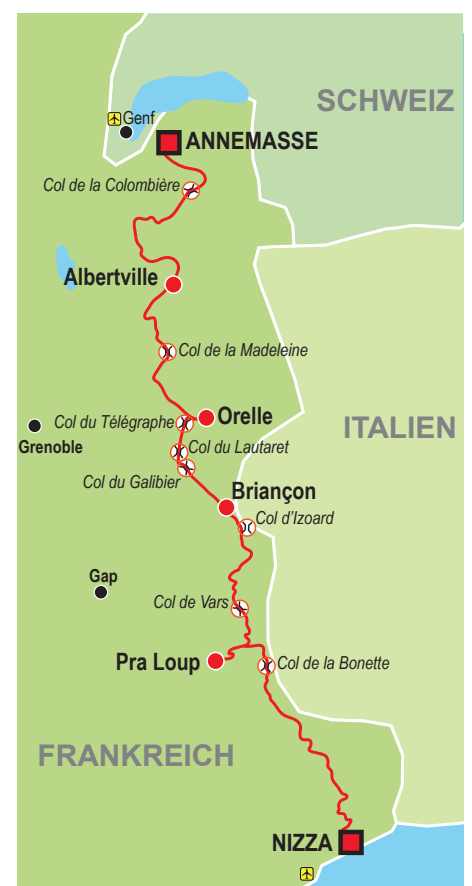 SCHWEIZ
Genf
ANNEMASSE
Col de la Colombière
Albertville
Col de la Madeleine
Orelle
Col du Télégraphe
ITALIEN
Grenoble
Col du Lautaret
Col du Galibier
Briançon
Col d'Izoard
Gap
Col de Vars
Pra Loup
Col de la Bonette
FRANKREICH
NIZZA